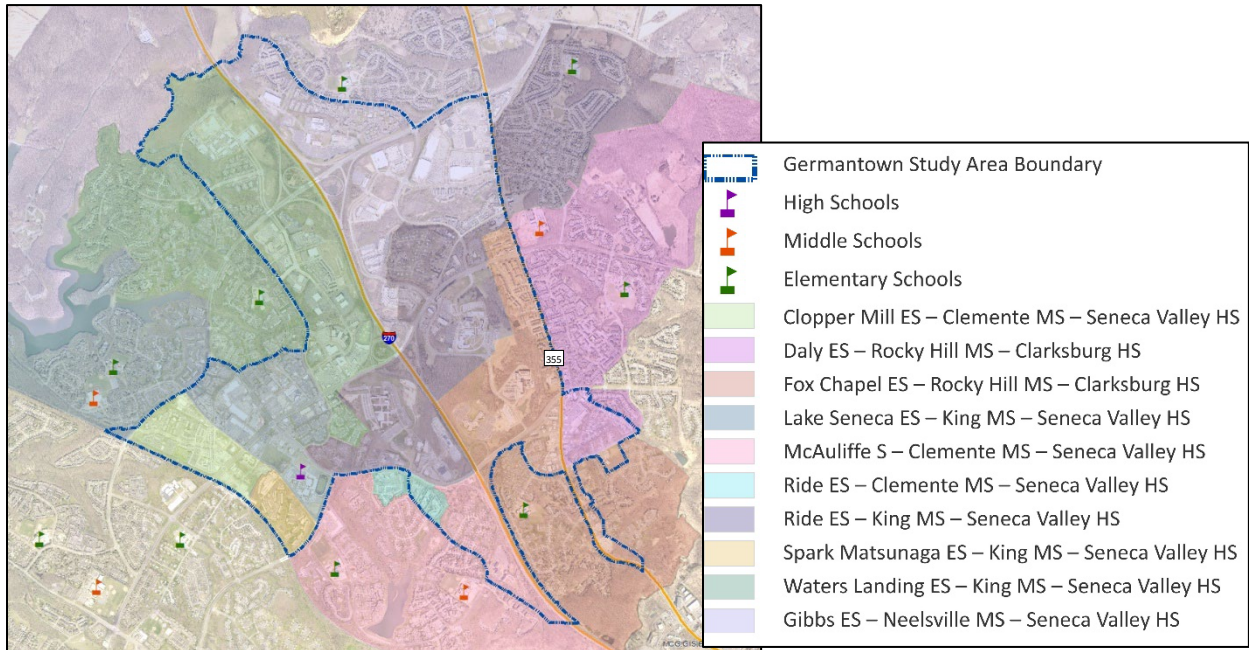 270
355
MCG GIS
Germantown Study Area Boundary
High Schools
Middle Schools
Elementary Schools
Clopper Mill ES – Clemente MS – Seneca Valley HS
Daly ES – Rocky Hill MS – Clarksburg HS
Fox Chapel ES – Rocky Hill MS – Clarksburg HS
Lake Seneca ES – King MS – Seneca Valley HS
McAuliffe S – Clemente MS – Seneca Valley HS
Ride ES – Clemente MS – Seneca Valley HS
Ride ES – King MS – Seneca Valley HS
Spark Matsunaga ES – King MS – Seneca Valley HS
Waters Landing ES – King MS – Seneca Valley HS
Gibbs ES – Neelsville MS – Seneca Valley HS